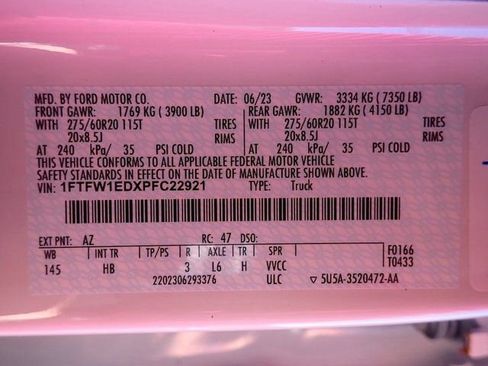 MFD. BY FORD MOTOR CO. DATE: 06/23 GVWR: 3334 KG ( 7350 LB)
FRONT GAWR: 1769 KG ( 3900 LB) REAR GAWR: 1882 KG ( 4150 LB)
WITH 275/60R20 115T TIRES WITH 275/60R20 115T TIRES
20x8.5J 20x8.5J
AT 240 kPa/ 35 PSI COLD AT 240 kPa/ 35 PSI COLD
THIS VEHICLE CONFORMS TO ALL APPLICABLE FEDERAL MOTOR VEHICLE
SAFETY STANDARDS IN EFFECT ON THE DATE OF MANUFACTURE SHOWN ABOVE.
VIN: 1FTFW1EDXPFC22921 TYPE: Truck
EXT PNT: AZ RC: 47 DSO:
WB INT TR TP/PS R AXLE TR SPR F0166
145 HB 3 L6 H VVCC T0433
2202306293376 ULC 5U5A-3520472-AA